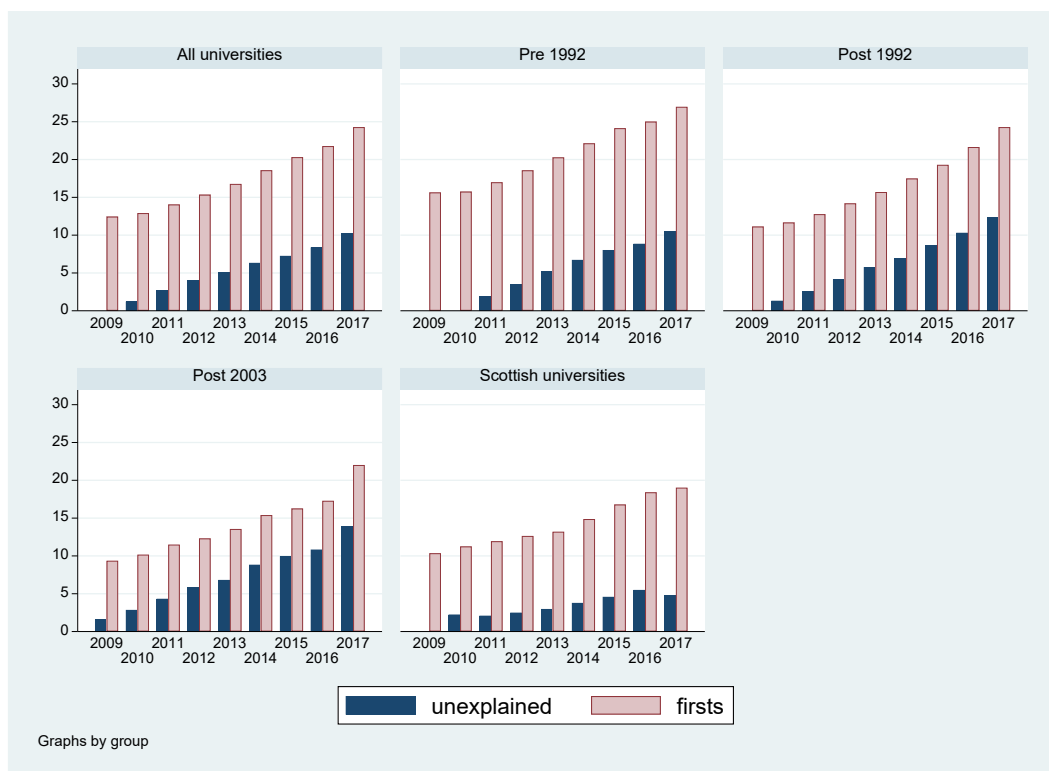 All universities
Pre 1992
Post 1992
30
25
20
15
10
5
0
2009 2011 2013 2015 2017
2010 2012 2014 2016
2009 2011 2013 2015 2017
2010 2012 2014 2016
2009 2011 2013 2015 2017
2010 2012 2014 2016
Post 2003
Scottish universities
30
25
20
15
10
5
0
2009 2011 2013 2015 2017
2010 2012 2014 2016
2009 2011 2013 2015 2017
2010 2012 2014 2016
unexplained firsts
Graphs by group